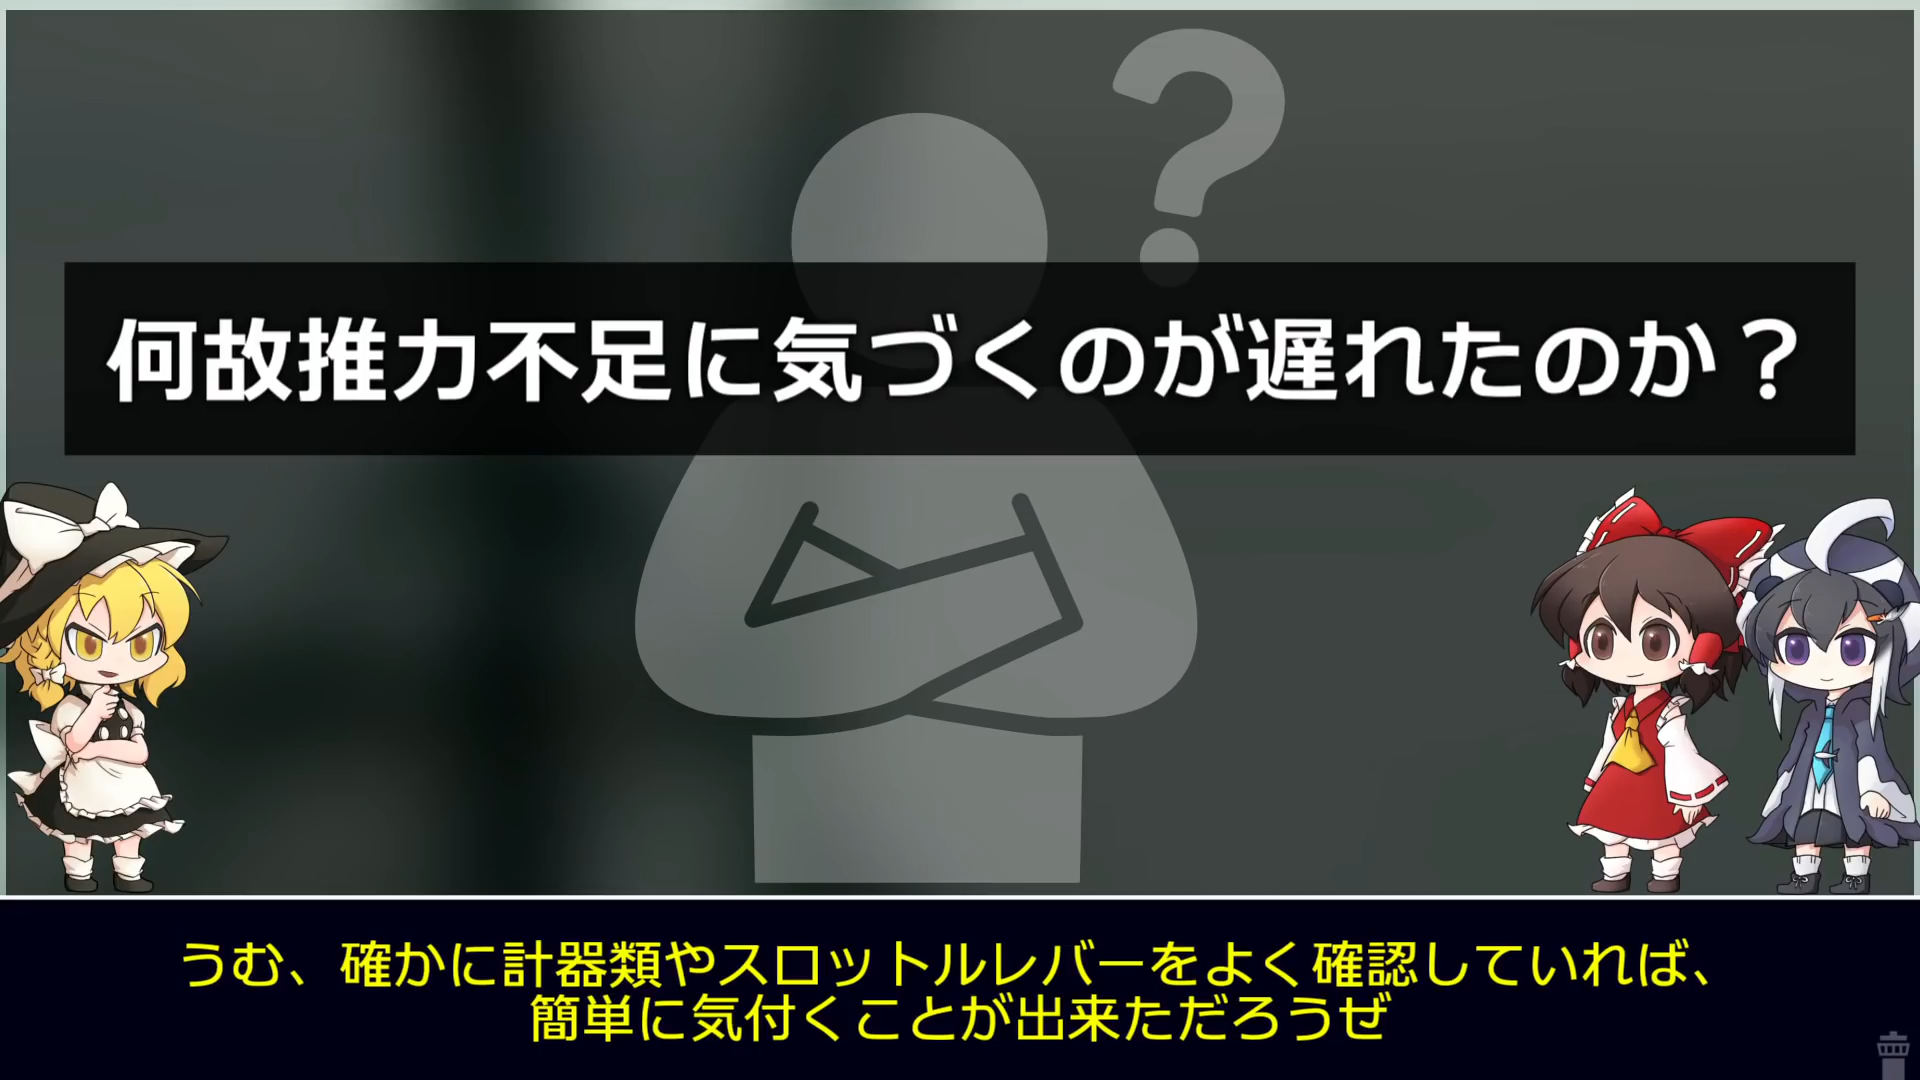 何故推力不足に気づくのが遅れたのか？
うむ、確かに計器類やスロットルレバーをよく確認していれば、
簡単に気付くことが出来ただろうぜ